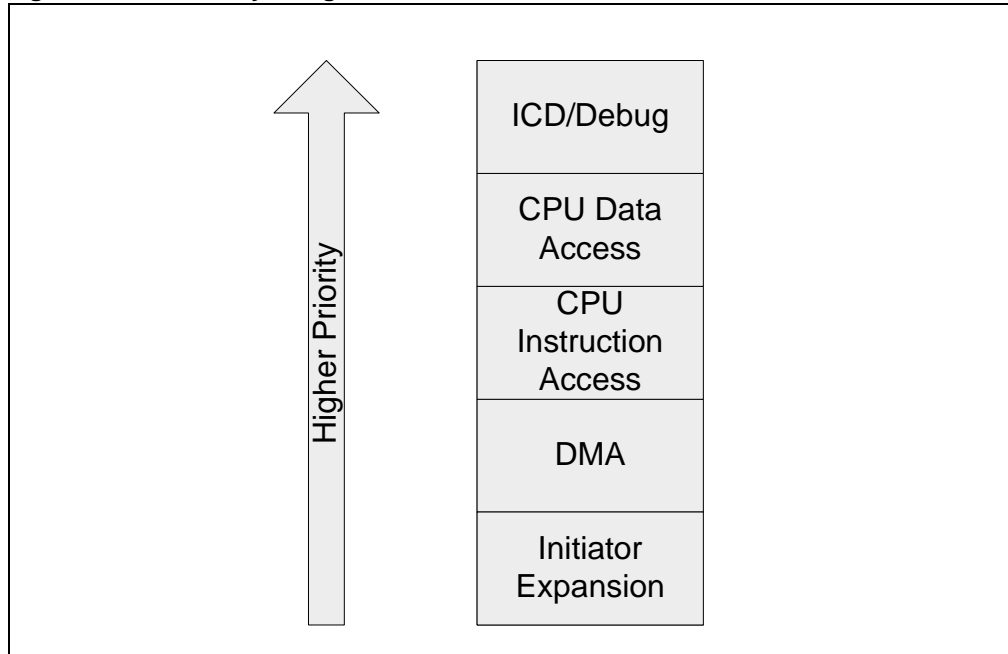 Higher Priority
ICD/Debug
CPU Data
Access
CPU
Instruction
Access
DMA
Initiator
Expansion